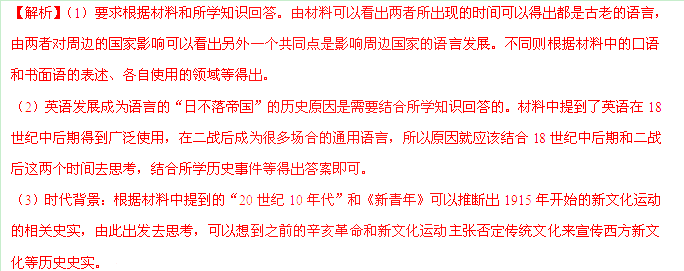 【解析】（1）要求根据材料和所学知识回答。由材料可以看出两者所出现的时间可以得出都是古老的语言，
由两者对周边的国家影响可以看出另外一个共同点是影响周边国家的语言发展。不同则根据材料中的口语
和书面语的表述、各自使用的领域等得出。
（2）英语发展成为语言的“日不落帝国”的历史原因是需要结合所学知识回答的。材料中提到了英语在 18
世纪中后期得到广泛使用，在二战后成为很多场合的通用语言，所以原因就应该结合 18 世纪中后期和二战
后这两个时间去思考，结合所学历史事件等得出答案即可。
（3）时代背景：根据材料中提到的“20 世纪 10 年代”和《新青年》可以推断出 1915 年开始的新文化运动
的相关史实，由此出发去思考，可以想到之前的辛亥革命和新文化运动主张否定传统文化来宣传西方新文
化等历史史实。